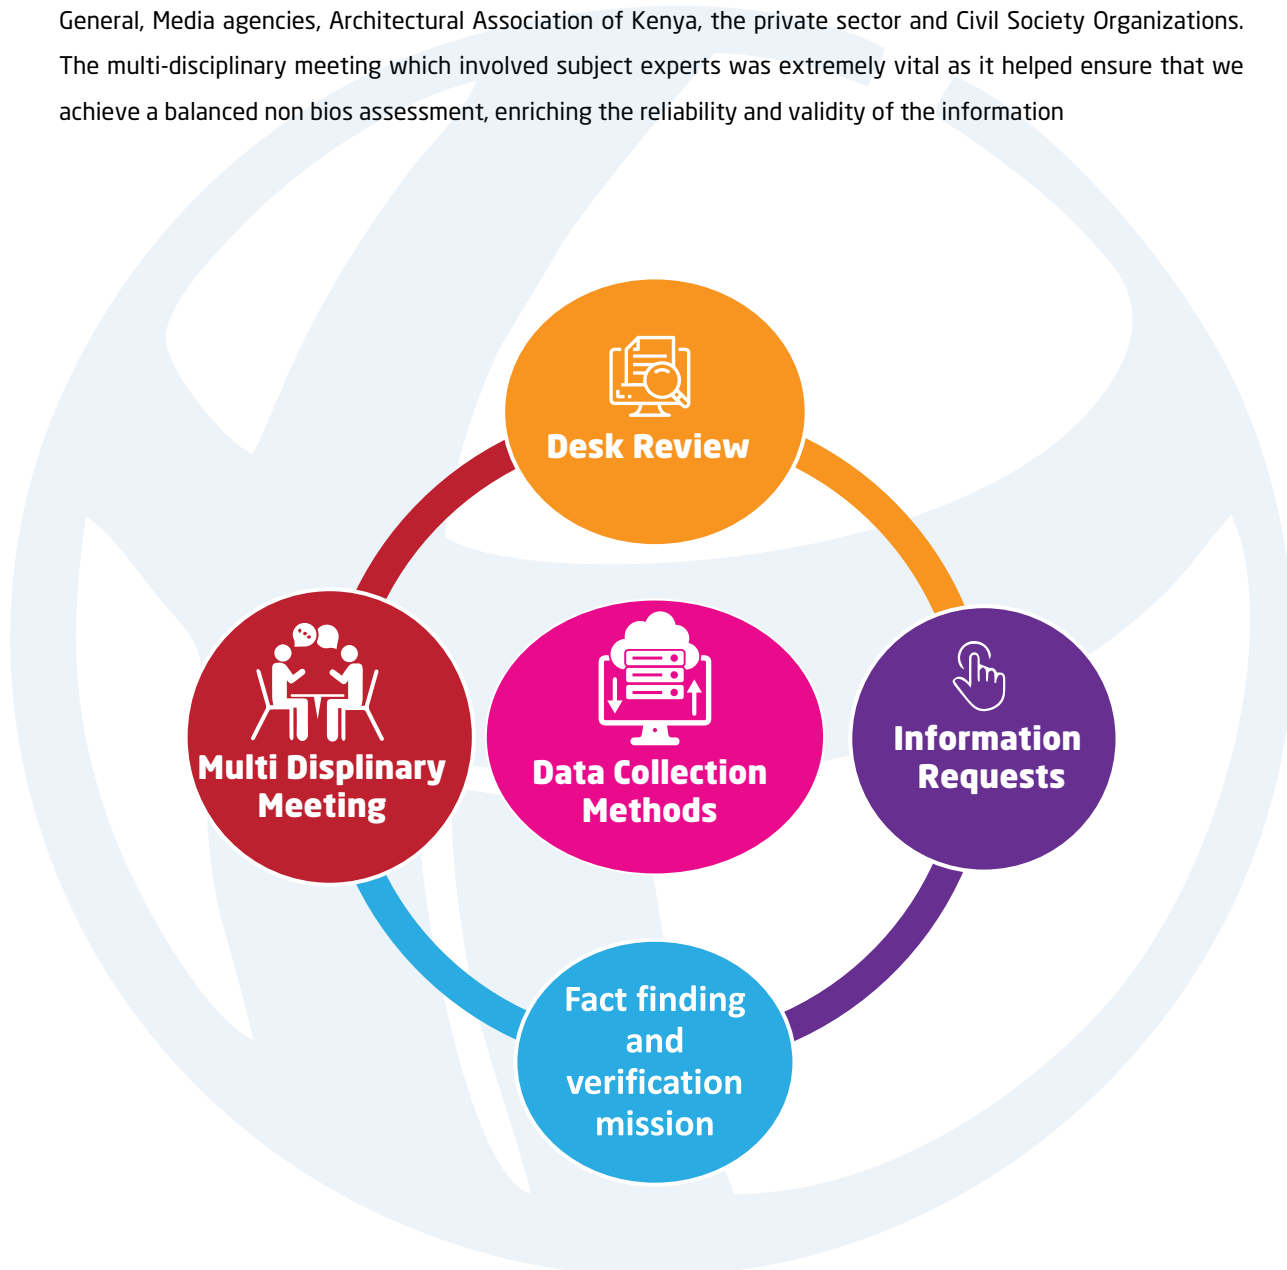 General, Media agencies, Architectural Association of Kenya, the private sector and Civil Society Organizations.
The multi-disciplinary meeting which involved subject experts was extremely vital as it helped ensure that we
achieve a balanced non bios assessment, enriching the reliability and validity of the information
Desk Review
Multi Displinary
Meeting
Data Collection
Methods
Information
Requests
Fact finding
and
verification
mission